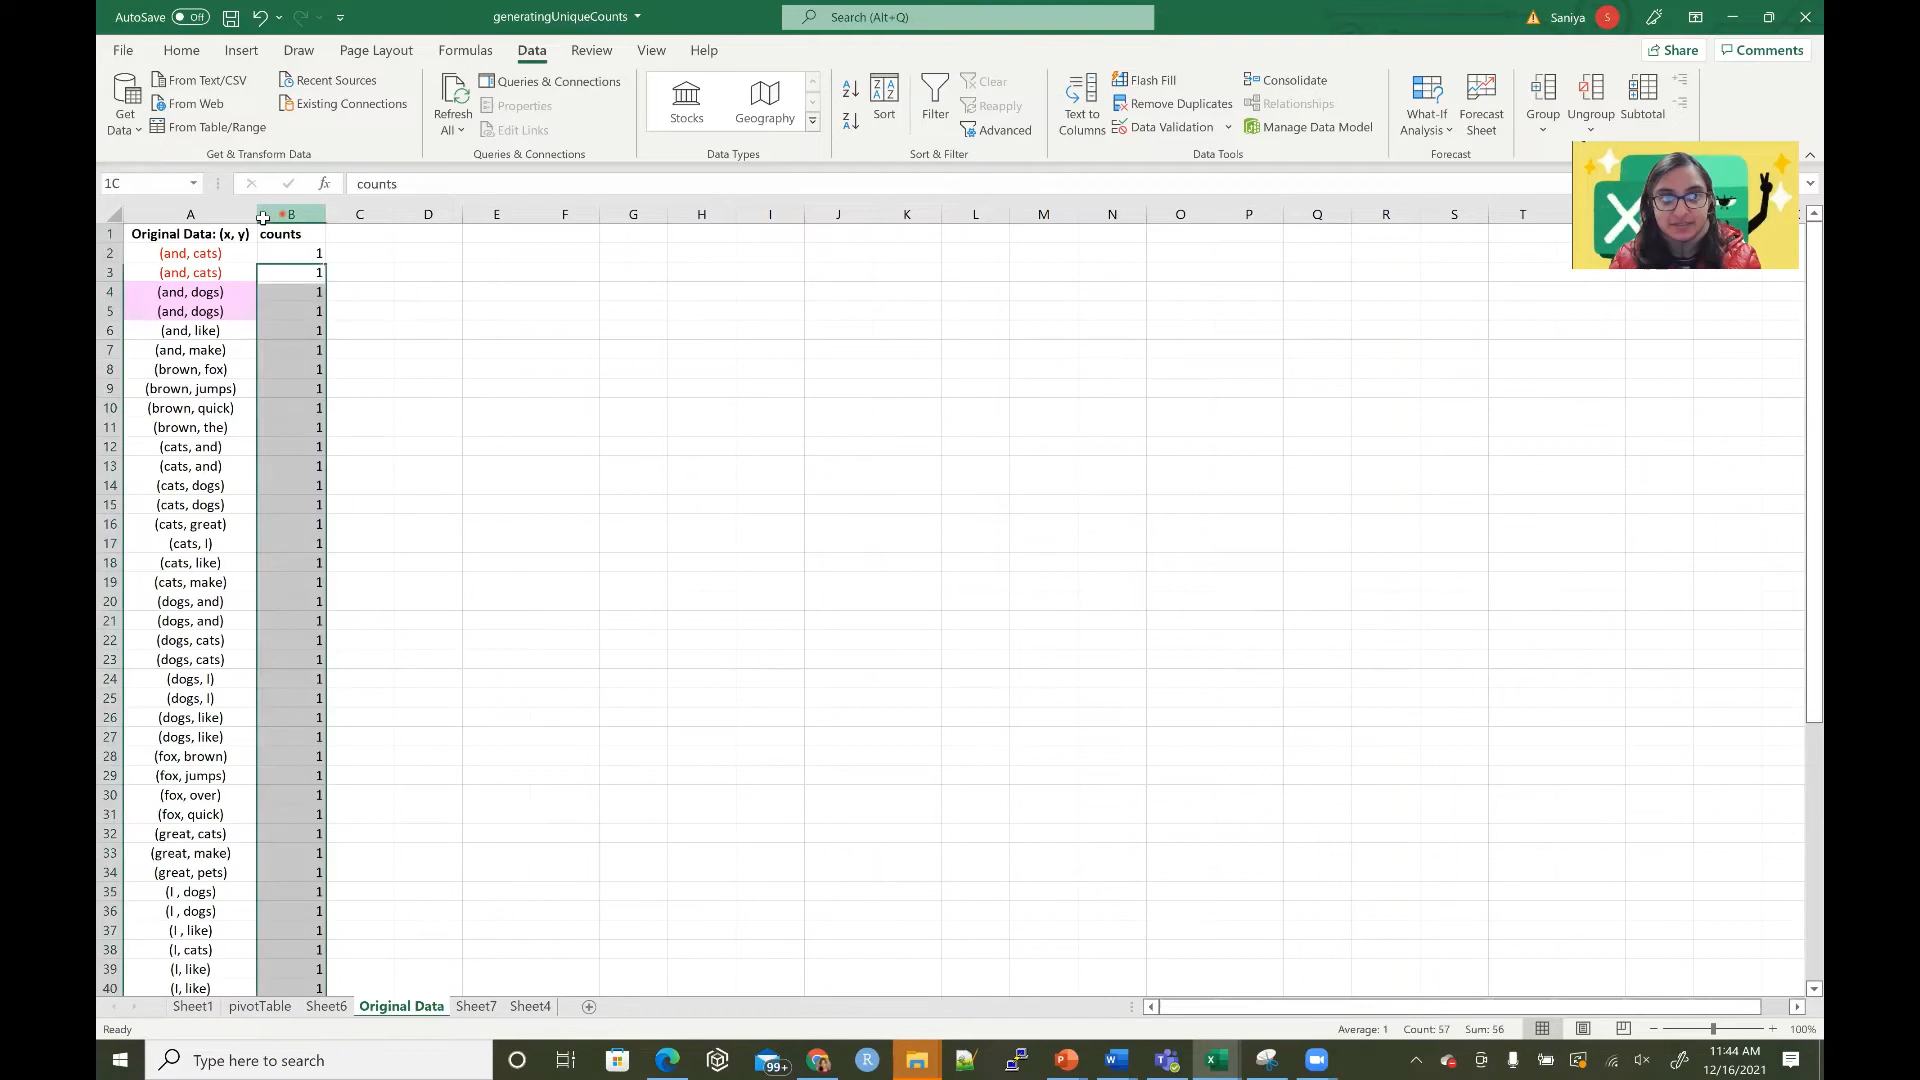 AutoSave Off generatingUniqueCounts Search (Alt+Q) Saniya S
File Home Insert Draw Page Layout Formulas Data Review View Help Share Comments
Get Data
From Text/CSV
From Web
From Table/Range
Recent Sources
Existing Connections
Get & Transform Data
Refresh All
Queries & Connections
Properties
Edit Links
Queries & Connections
Stocks
Geography
Data Types
Sort
Filter
Clear
Reapply
Advanced
Sort & Filter
Text to Columns
Flash Fill
Remove Duplicates
Data Validation
Consolidate
Relationships
Manage Data Model
Data Tools
What-If Analysis
Forecast Sheet
Forecast
Group
Ungroup
Subtotal
1C fx counts
A B C D E F G H I J K L M N O P Q R S T
1 Original Data: (x, y) counts
2 (and, cats) 1
3 (and, cats) 1
4 (and, dogs) 1
5 (and, dogs) 1
6 (and, like) 1
7 (and, make) 1
8 (brown, fox) 1
9 (brown, jumps) 1
10 (brown, quick) 1
11 (brown, the) 1
12 (cats, and) 1
13 (cats, and) 1
14 (cats, dogs) 1
15 (cats, dogs) 1
16 (cats, great) 1
17 (cats, I) 1
18 (cats, like) 1
19 (cats, make) 1
20 (dogs, and) 1
21 (dogs, and) 1
22 (dogs, cats) 1
23 (dogs, cats) 1
24 (dogs, I) 1
25 (dogs, I) 1
26 (dogs, like) 1
27 (dogs, like) 1
28 (fox, brown) 1
29 (fox, jumps) 1
30 (fox, over) 1
31 (fox, quick) 1
32 (great, cats) 1
33 (great, make) 1
34 (great, pets) 1
35 (I , dogs) 1
36 (I , dogs) 1
37 (I , like) 1
38 (I, cats) 1
39 (I, like) 1
40 (I, like) 1
Sheet1 pivotTable Sheet6 Original Data Sheet7 Sheet4
Ready Average: 1 Count: 57 Sum: 56 100%
Type here to search 99+ 11:44 AM
12/16/2021